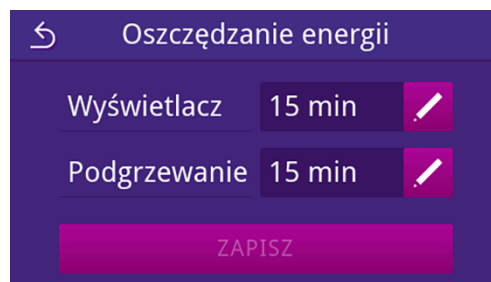 Oszczędzanie energii
Wyświetlacz 15 min
Podgrzewanie 15 min
ZAPISZ